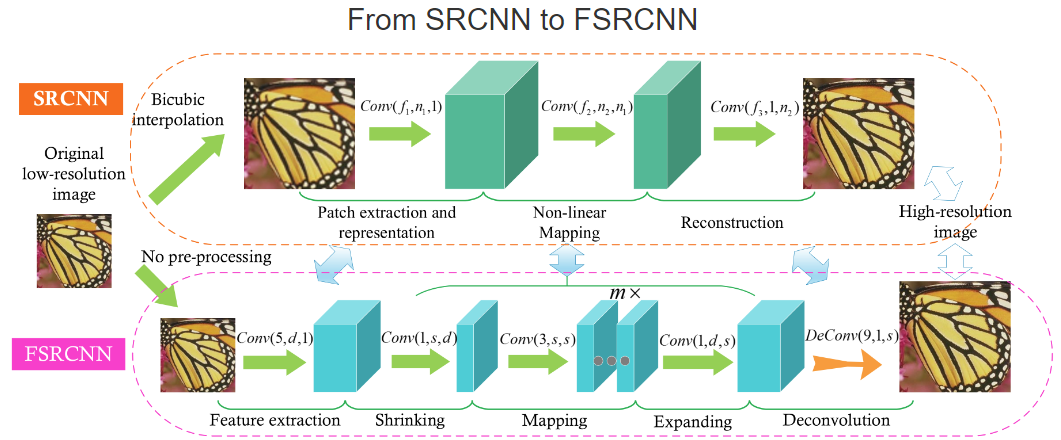 From SRCNN to FSRCNN
SRCNN
Bicubic
interpolation
Conv(f₁,n₁,1)
Conv(f₂,n₂,n₁)
Conv(f₃,1,n₂)
Original
low-resolution
image
Patch extraction and
representation
Non-linear
Mapping
Reconstruction
High-resolution
image
No pre-processing
m×
FSRCNN
Conv(5,d,1)
Conv(1,s,d)
Conv(3,s,s)
Conv(1,d,s)
DeConv(9,1,s)
Feature extraction
Shrinking
Mapping
Expanding
Deconvolution